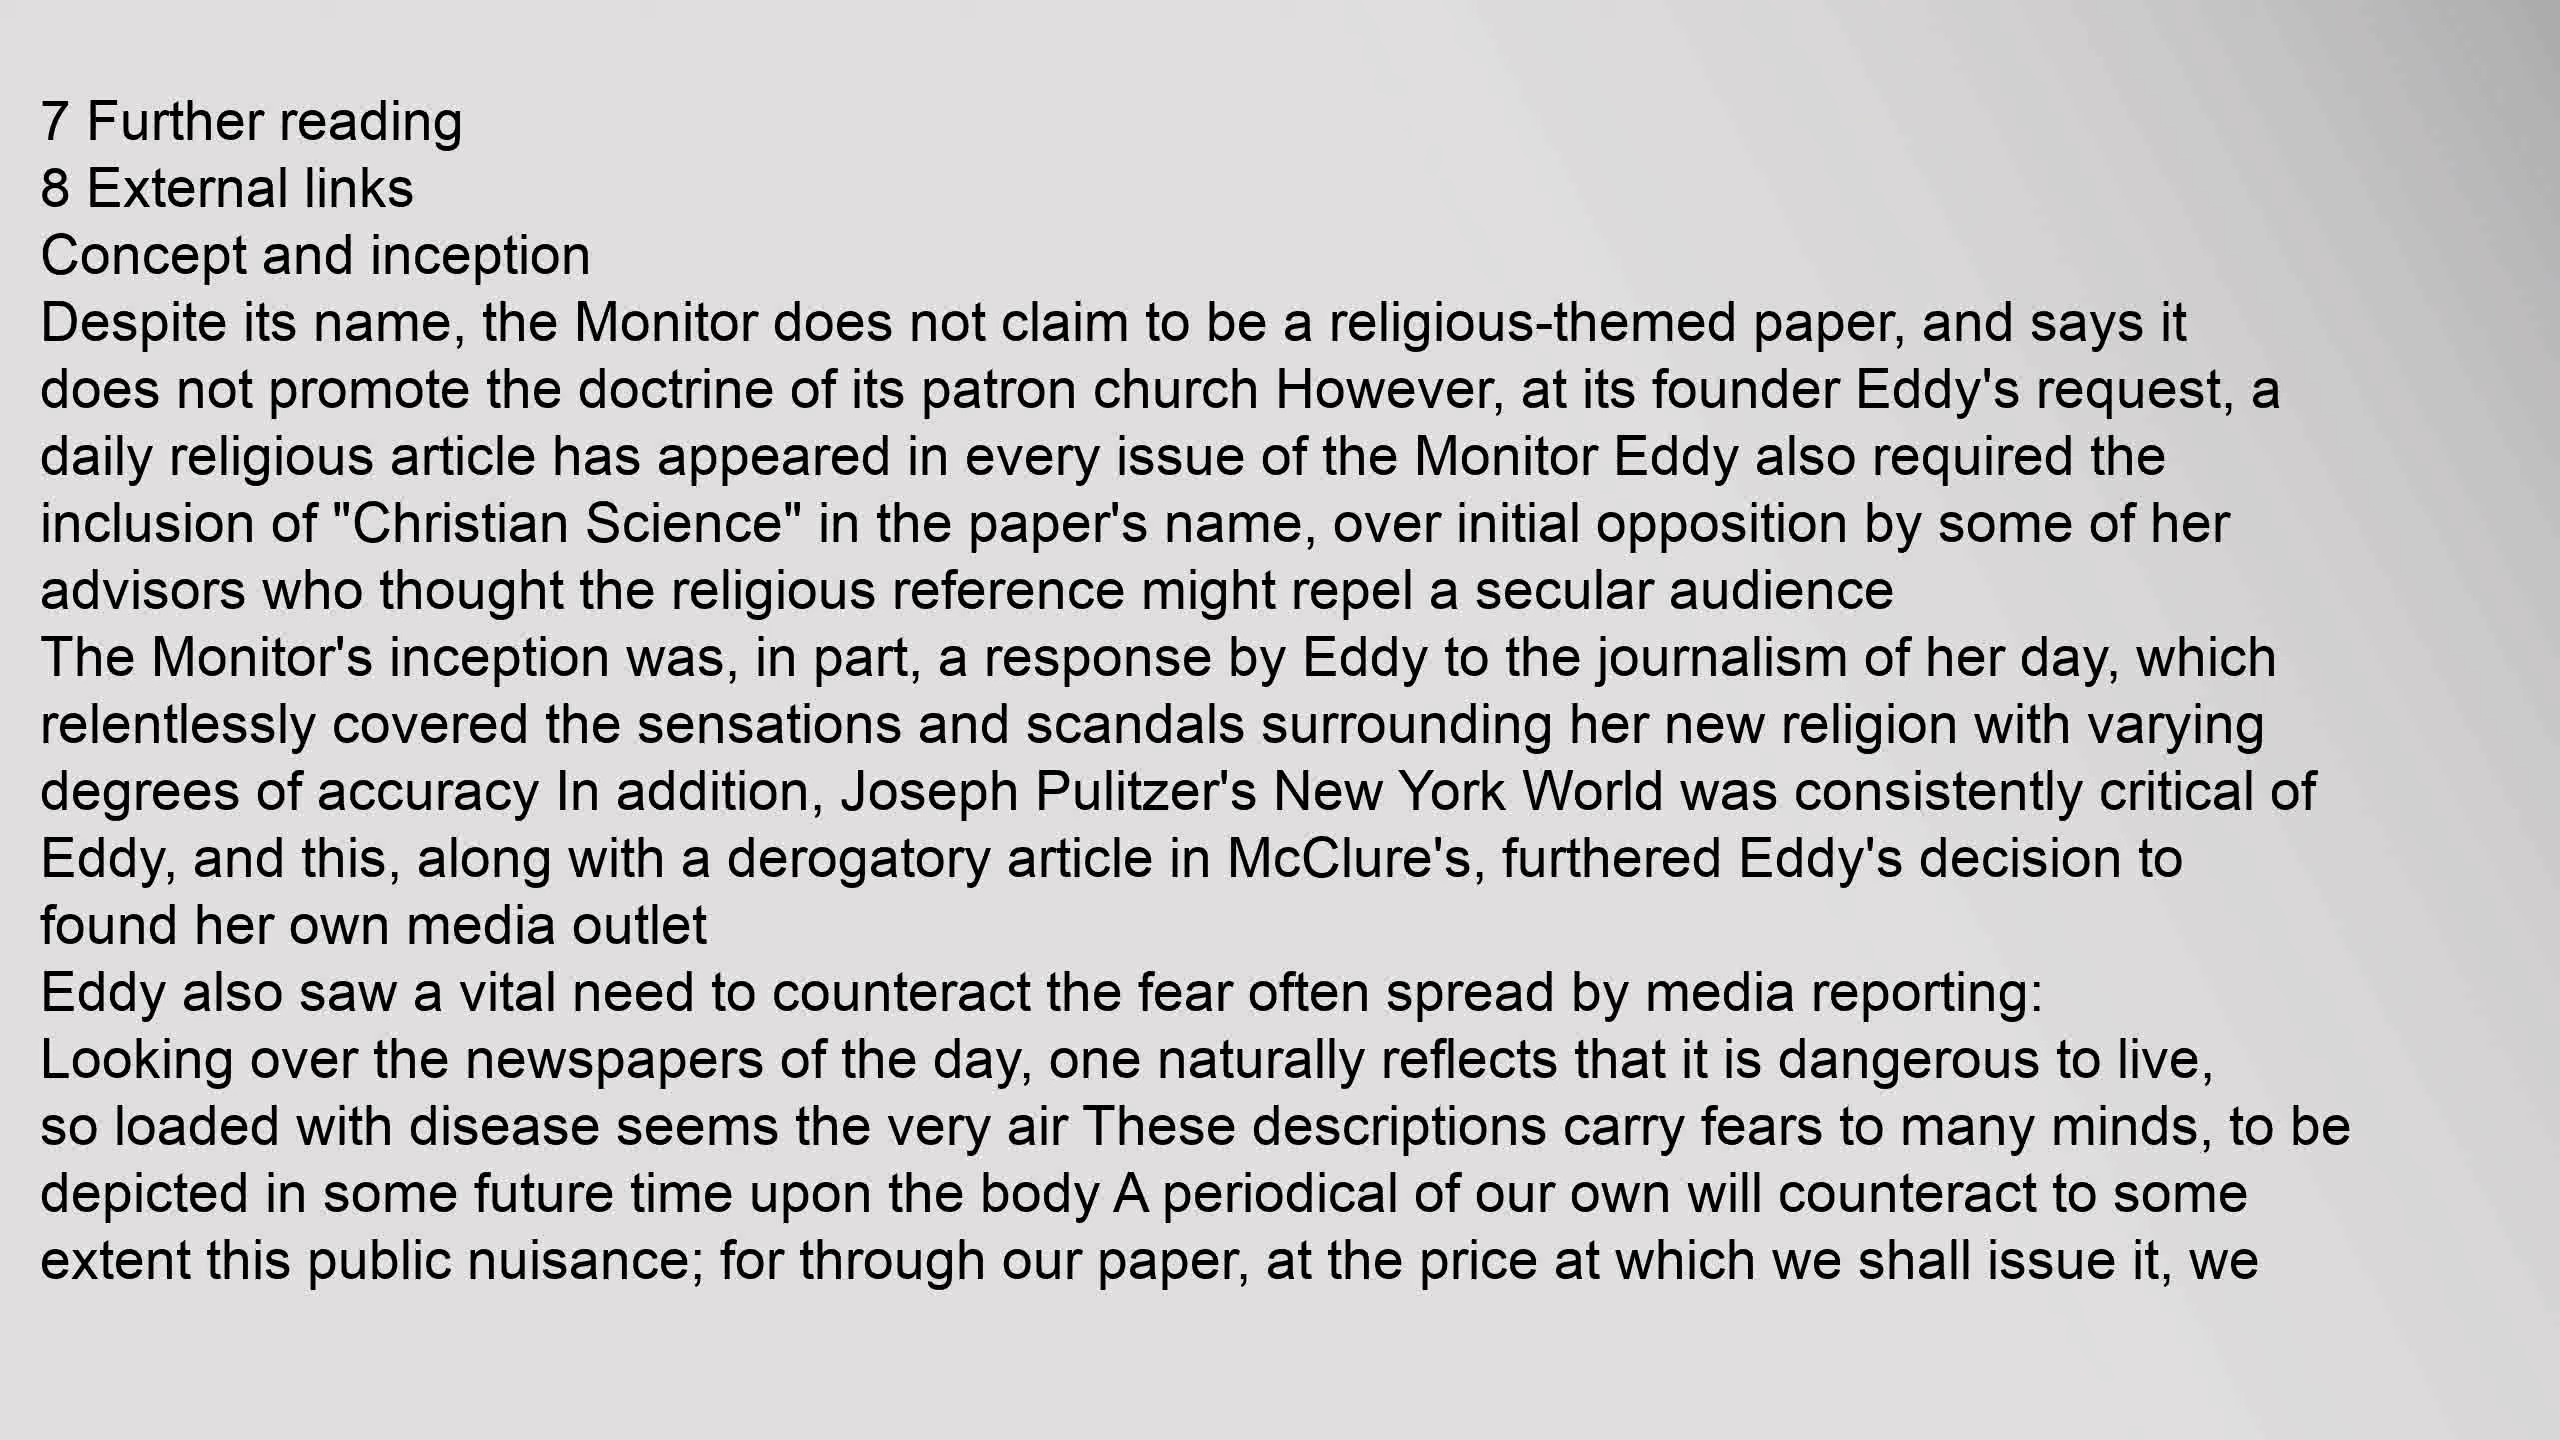 7 Further reading
8 External links
Concept and inception
Despite its name, the Monitor does not claim to be a religious-themed paper, and says it
does not promote the doctrine of its patron church However, at its founder Eddy's request, a
daily religious article has appeared in every issue of the Monitor Eddy also required the
inclusion of "Christian Science" in the paper's name, over initial opposition by some of her
advisors who thought the religious reference might repel a secular audience
The Monitor's inception was, in part, a response by Eddy to the journalism of her day, which
relentlessly covered the sensations and scandals surrounding her new religion with varying
degrees of accuracy In addition, Joseph Pulitzer's New York World was consistently critical of
Eddy, and this, along with a derogatory article in McClure's, furthered Eddy's decision to
found her own media outlet
Eddy also saw a vital need to counteract the fear often spread by media reporting:
Looking over the newspapers of the day, one naturally reflects that it is dangerous to live,
so loaded with disease seems the very air These descriptions carry fears to many minds, to be
depicted in some future time upon the body A periodical of our own will counteract to some
extent this public nuisance; for through our paper, at the price at which we shall issue it, we